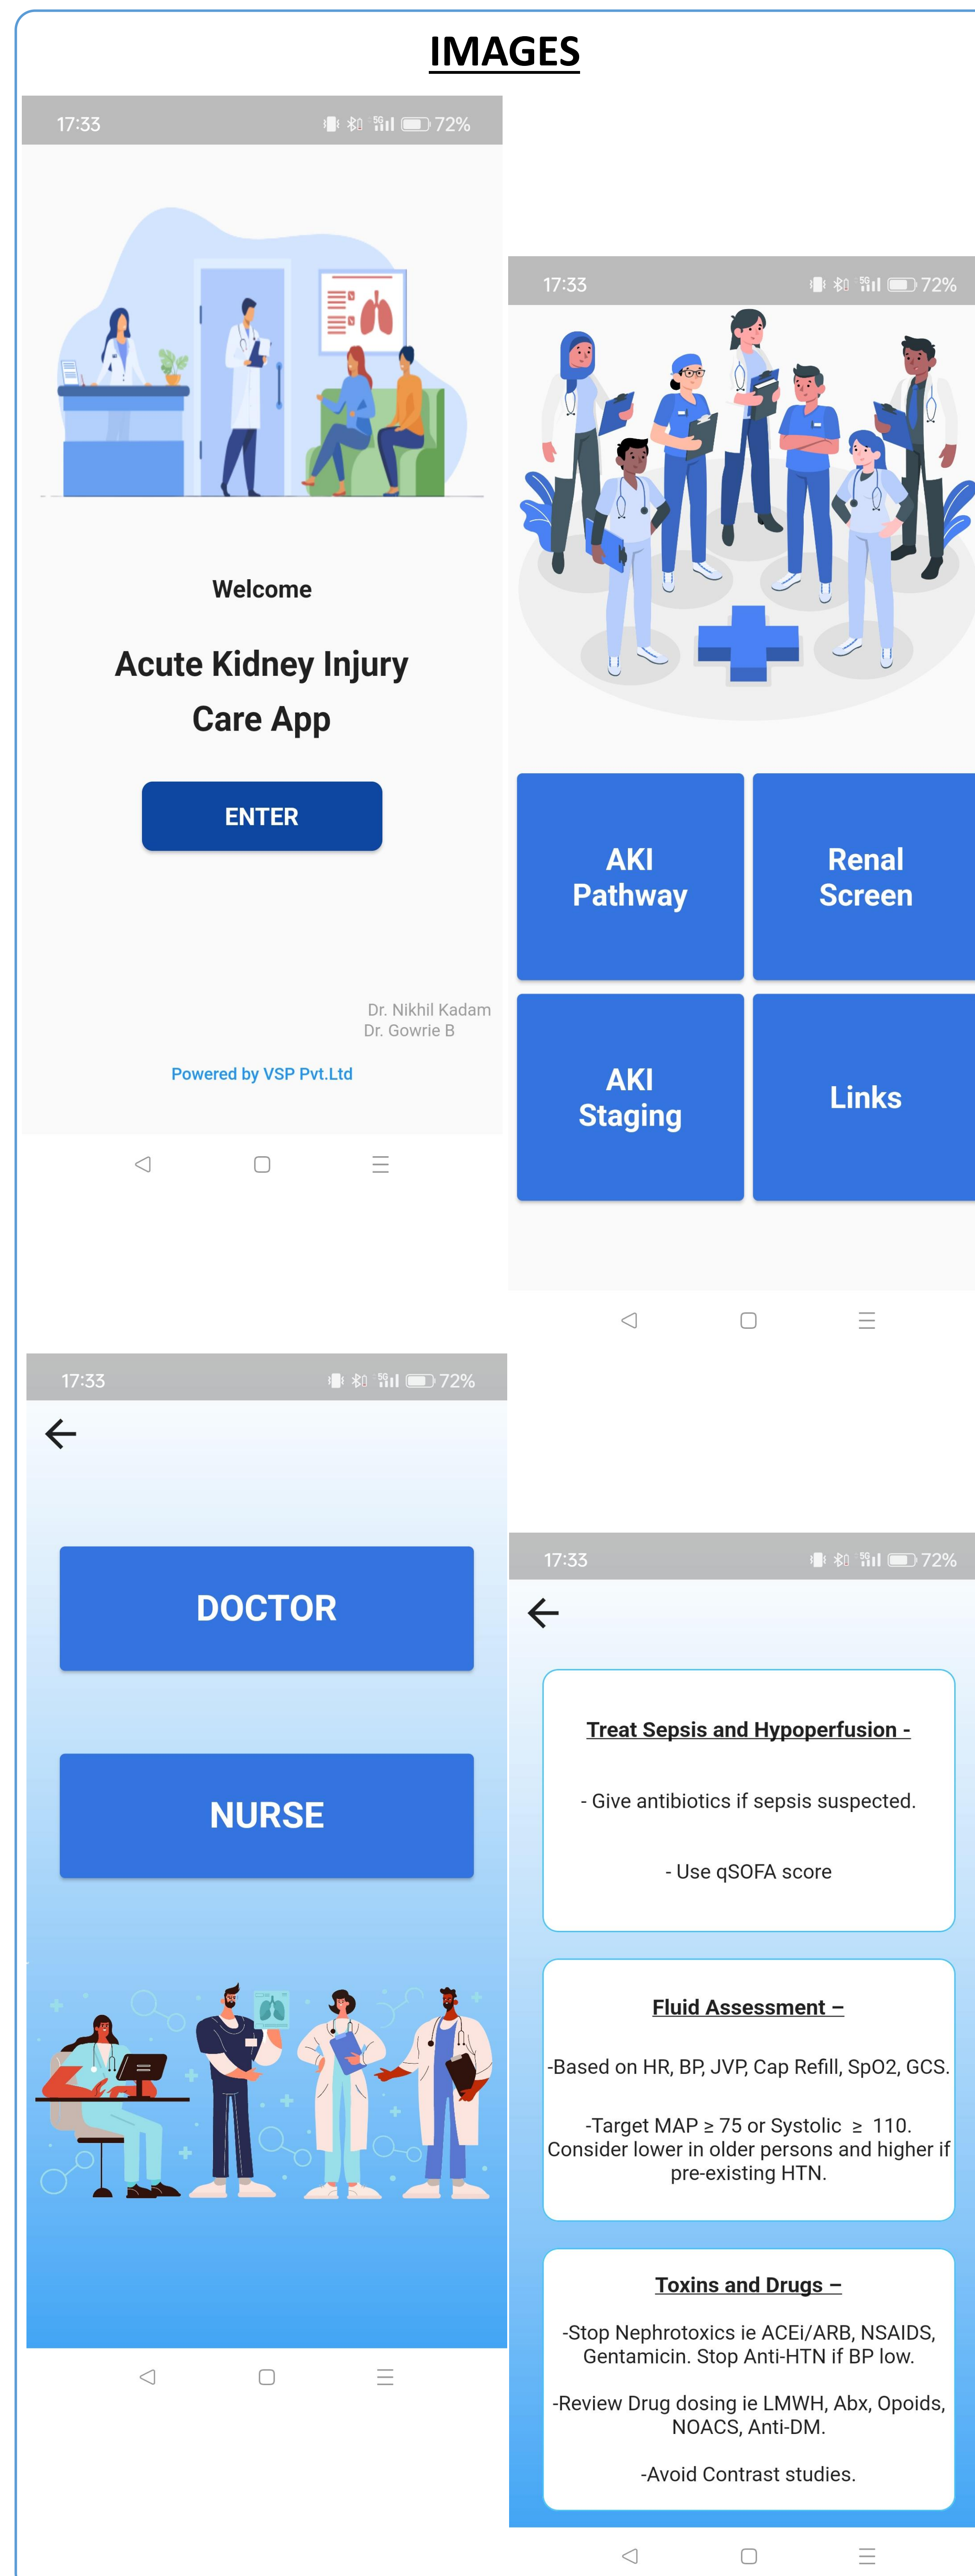 IMAGES
17:33
5G
72%
Welcome
Acute Kidney Injury
Care App
ENTER
Dr. Nikhil Kadam
Dr. Gowrie B
Powered by VSP Pvt.Ltd
17:33
5G
72%
AKI
Pathway
Renal
Screen
AKI
Staging
Links
17:33
5G
72%
DOCTOR
NURSE
17:33
5G
72%
Treat Sepsis and Hypoperfusion -
- Give antibiotics if sepsis suspected.
- Use qSOFA score
Fluid Assessment –
-Based on HR, BP, JVP, Cap Refill, SpO2, GCS.
-Target MAP ≥ 75 or Systolic ≥ 110.
Consider lower in older persons and higher if
pre-existing HTN.
Toxins and Drugs –
-Stop Nephrotoxics ie ACEi/ARB, NSAIDS,
Gentamicin. Stop Anti-HTN if BP low.
-Review Drug dosing ie LMWH, Abx, Opoids,
NOACS, Anti-DM.
-Avoid Contrast studies.